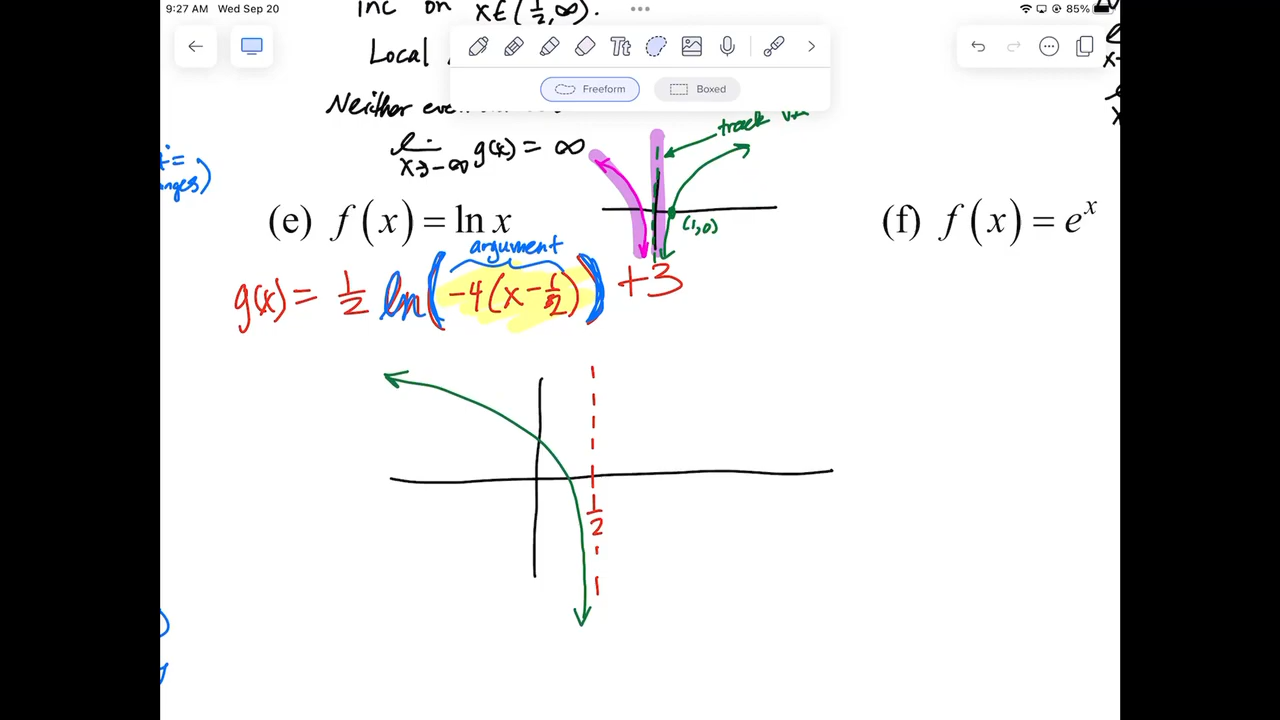 9:27 AM Wed Sep 20
85%
inc on x∈(1/2, ∞).
Local
Tt
Freeform
Boxed
Neither even
track
lim x→-∞ g(x) = ∞
(1,0)
(e) f(x) = ln x
(f) f(x) = e^x
argument
g(x) = 1/2 ln(-4(x - 1/2)) + 3
1/2